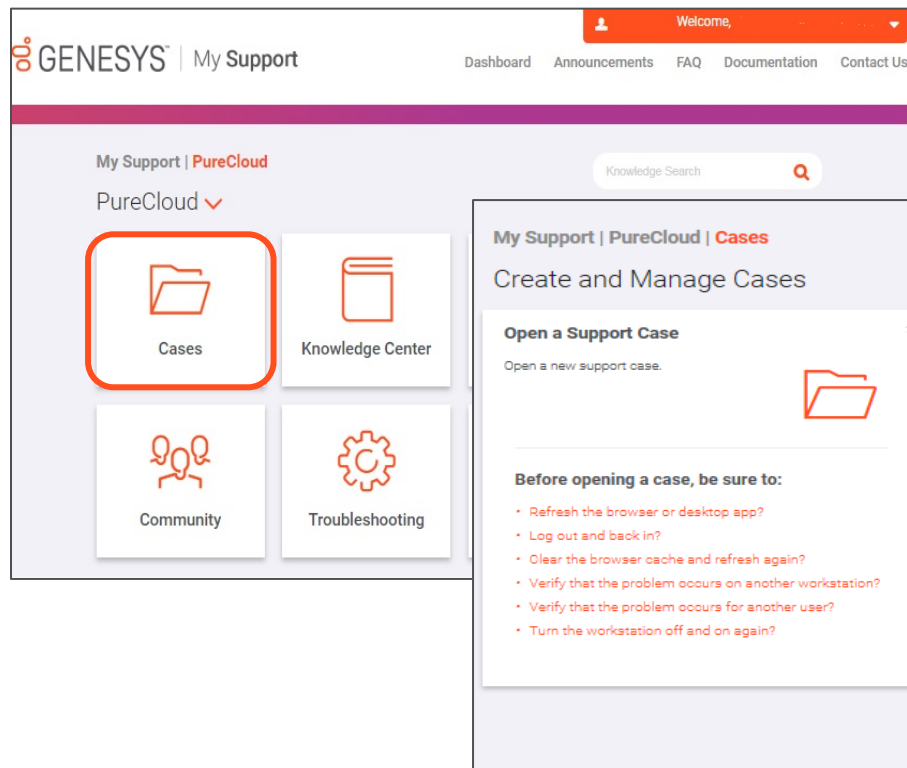 Welcome,
GENESYS™ | My Support
Dashboard Announcements FAQ Documentation Contact Us
My Support | PureCloud
Knowledge Search
PureCloud
Cases
Knowledge Center
Community
Troubleshooting
My Support | PureCloud | Cases
Create and Manage Cases
Open a Support Case
Open a new support case.
Before opening a case, be sure to:
• Refresh the browser or desktop app?
• Log out and back in?
• Clear the browser cache and refresh again?
• Verify that the problem occurs on another workstation?
• Verify that the problem occurs for another user?
• Turn the workstation off and on again?